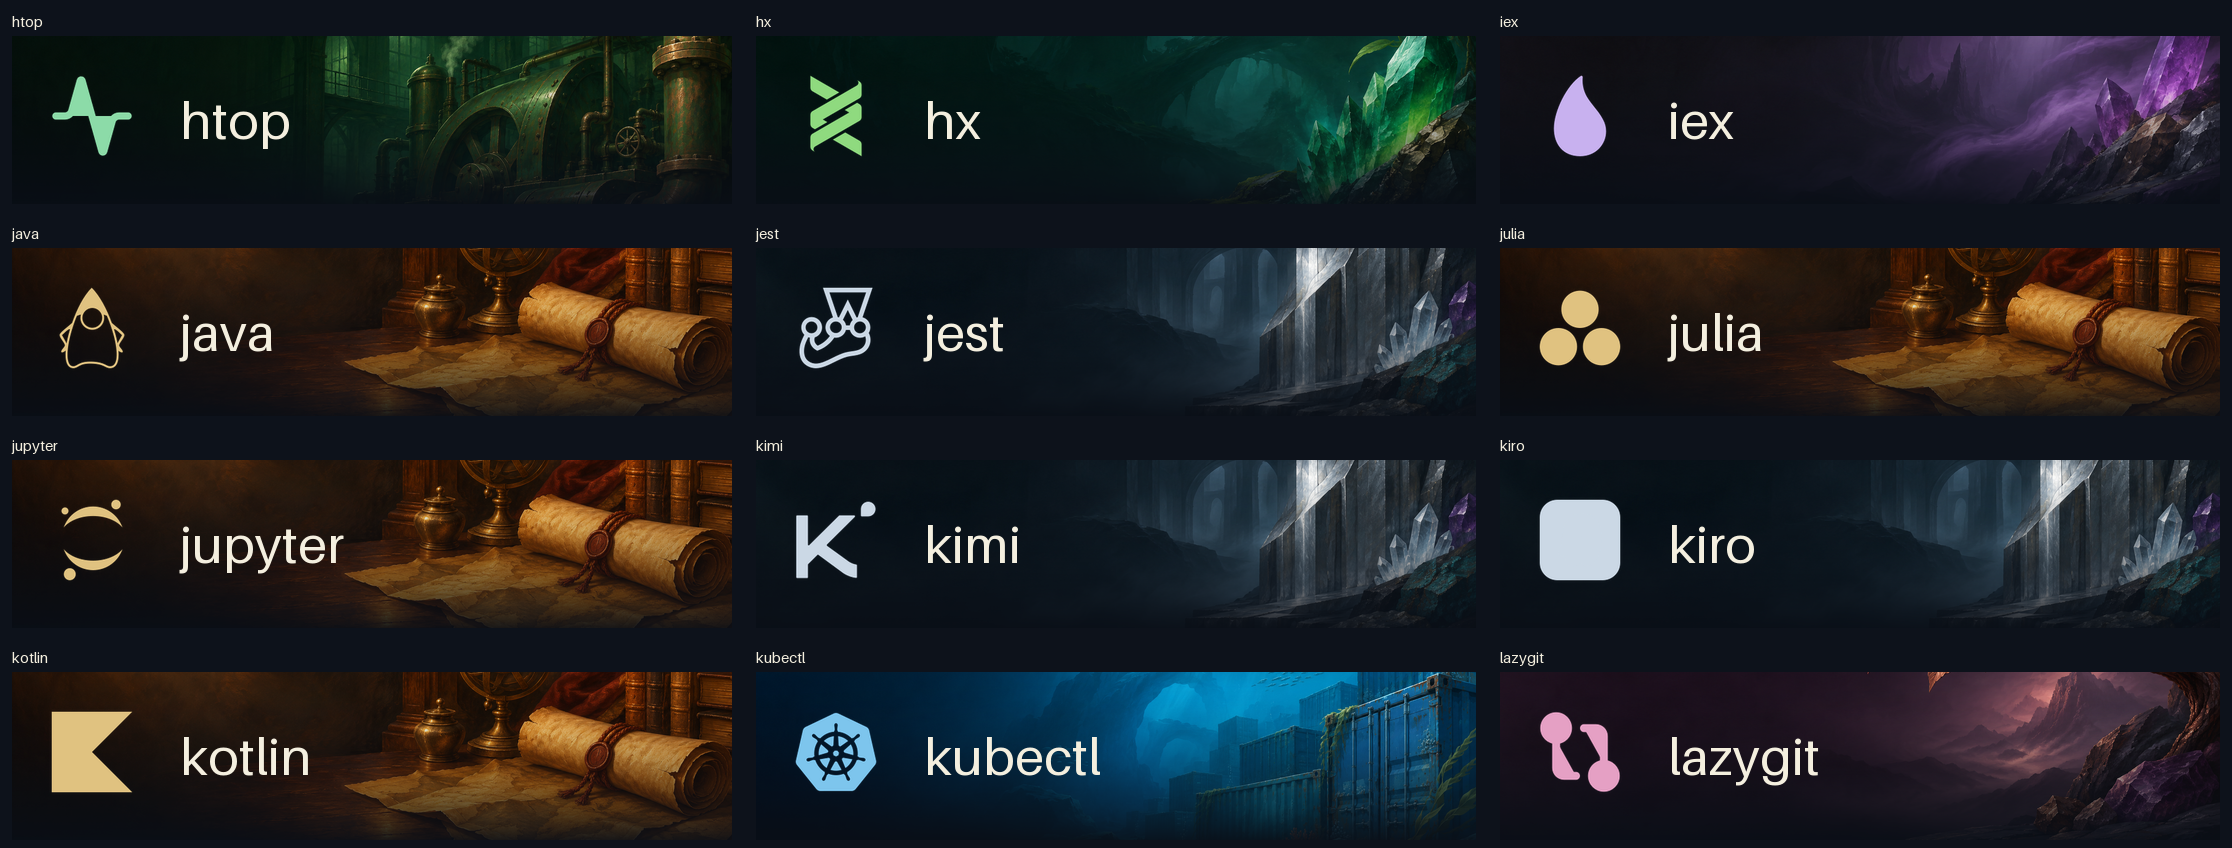 htop
htop
hx
hx
iex
iex
java
java
jest
jest
julia
julia
jupyter
jupyter
kimi
kimi
kiro
kiro
kotlin
kotlin
kubectl
kubectl
lazygit
lazygit